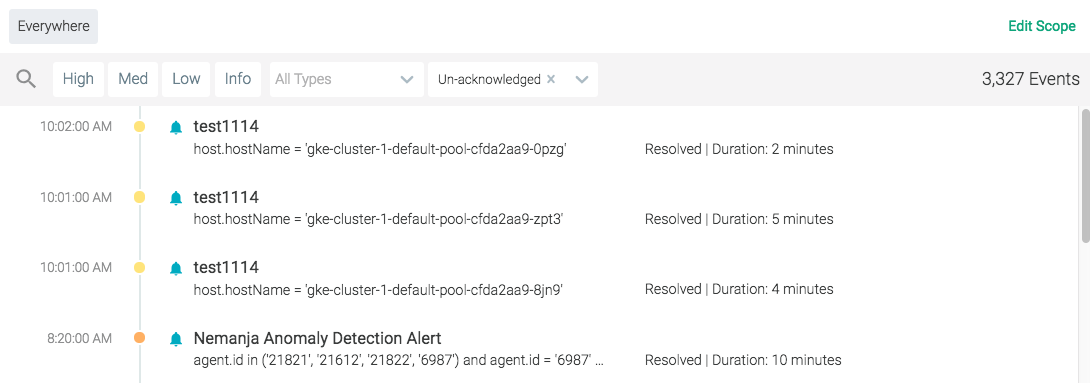 Everywhere
Edit Scope
High Med Low Info All Types Un-acknowledged × 3,327 Events
10:02:00 AM test1114
host.hostName = 'gke-cluster-1-default-pool-cfda2aa9-0pzg' Resolved | Duration: 2 minutes
10:01:00 AM test1114
host.hostName = 'gke-cluster-1-default-pool-cfda2aa9-zpt3' Resolved | Duration: 5 minutes
10:01:00 AM test1114
host.hostName = 'gke-cluster-1-default-pool-cfda2aa9-8jn9' Resolved | Duration: 4 minutes
8:20:00 AM Nemanja Anomaly Detection Alert
agent.id in ('21821', '21612', '21822', '6987') and agent.id = '6987' ... Resolved | Duration: 10 minutes